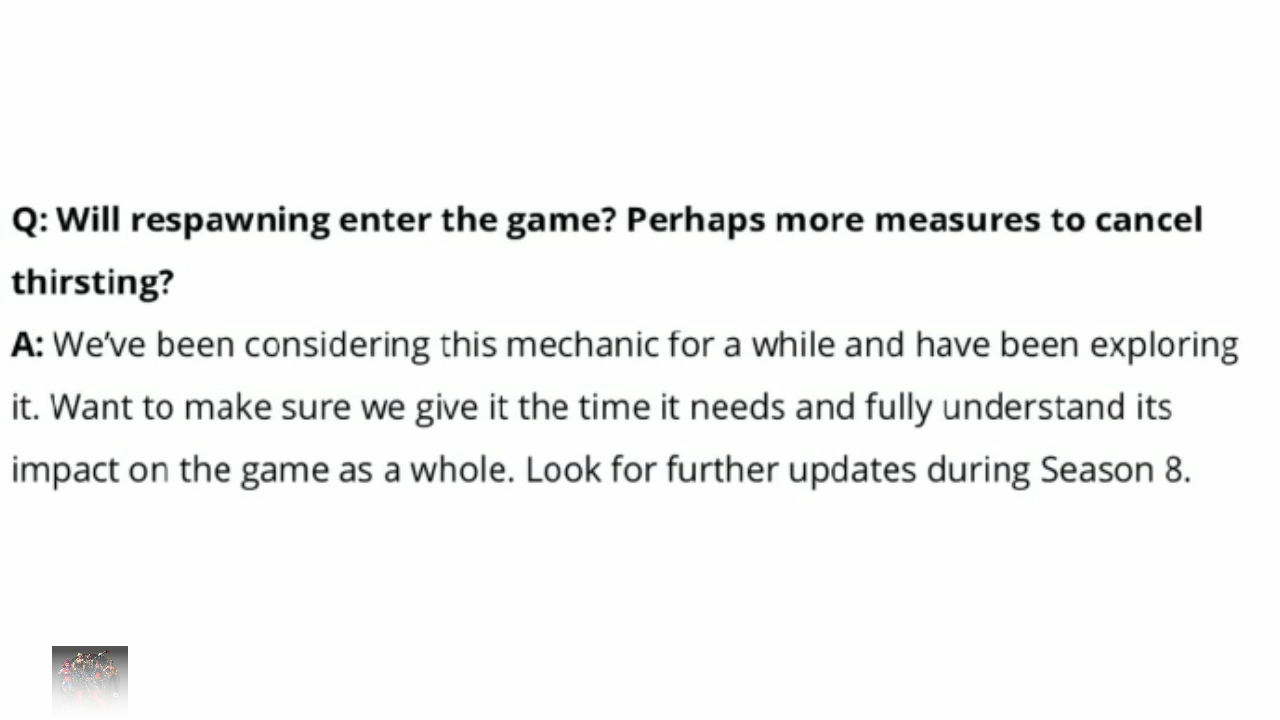 Q: Will respawning enter the game? Perhaps more measures to cancel
thirsting?
A: We've been considering this mechanic for a while and have been exploring
it. Want to make sure we give it the time it needs and fully understand its
impact on the game as a whole. Look for further updates during Season 8.